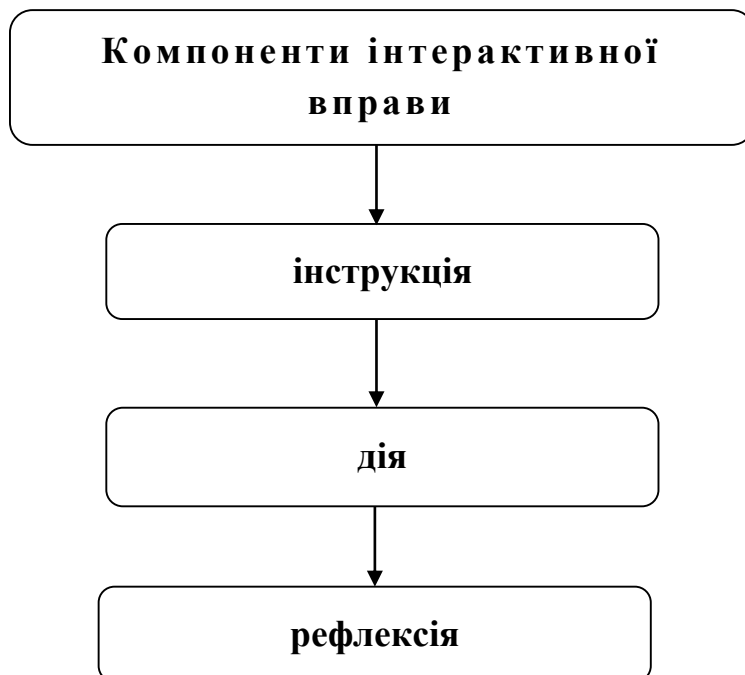 Компоненти інтерактивної
вправи
інструкція
дія
рефлексія